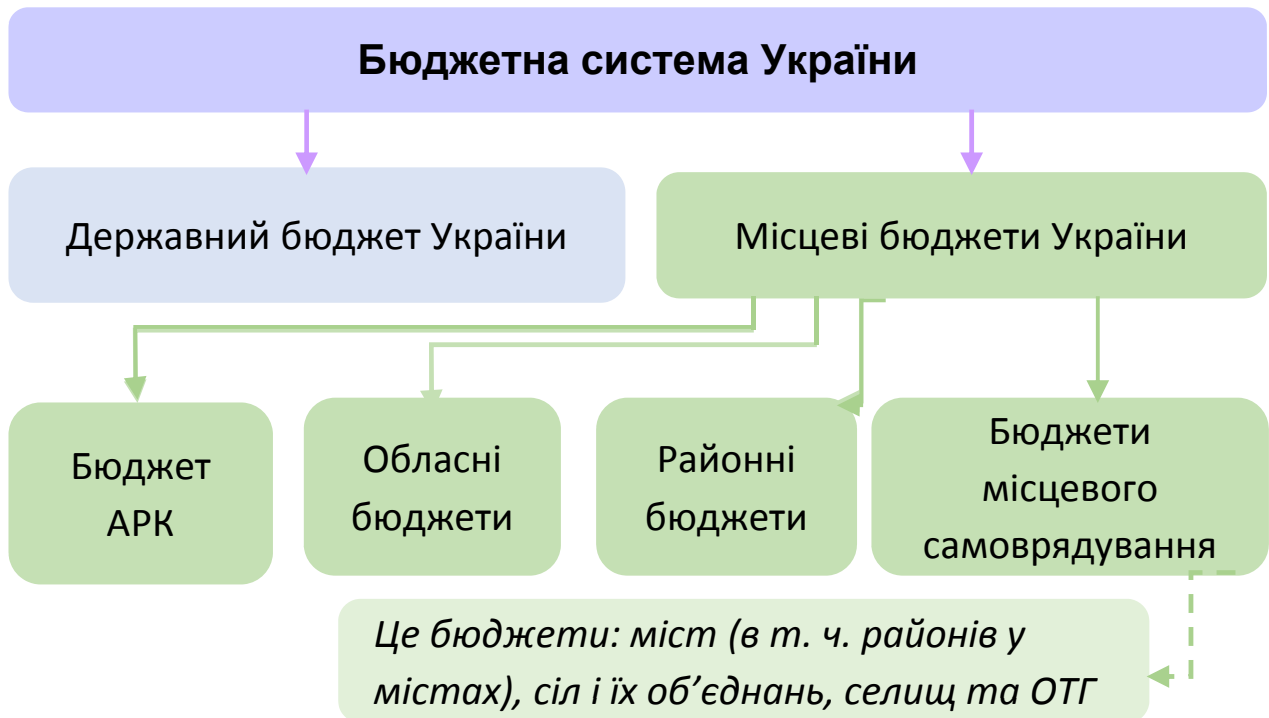 Бюджетна система України
Державний бюджет України
Місцеві бюджети України
Бюджет
АРК
Обласні
бюджети
Районні
бюджети
Бюджети
місцевого
самоврядування
Це бюджети: міст (в т. ч. районів у
містах), сіл і їх об’єднань, селищ та ОТГ